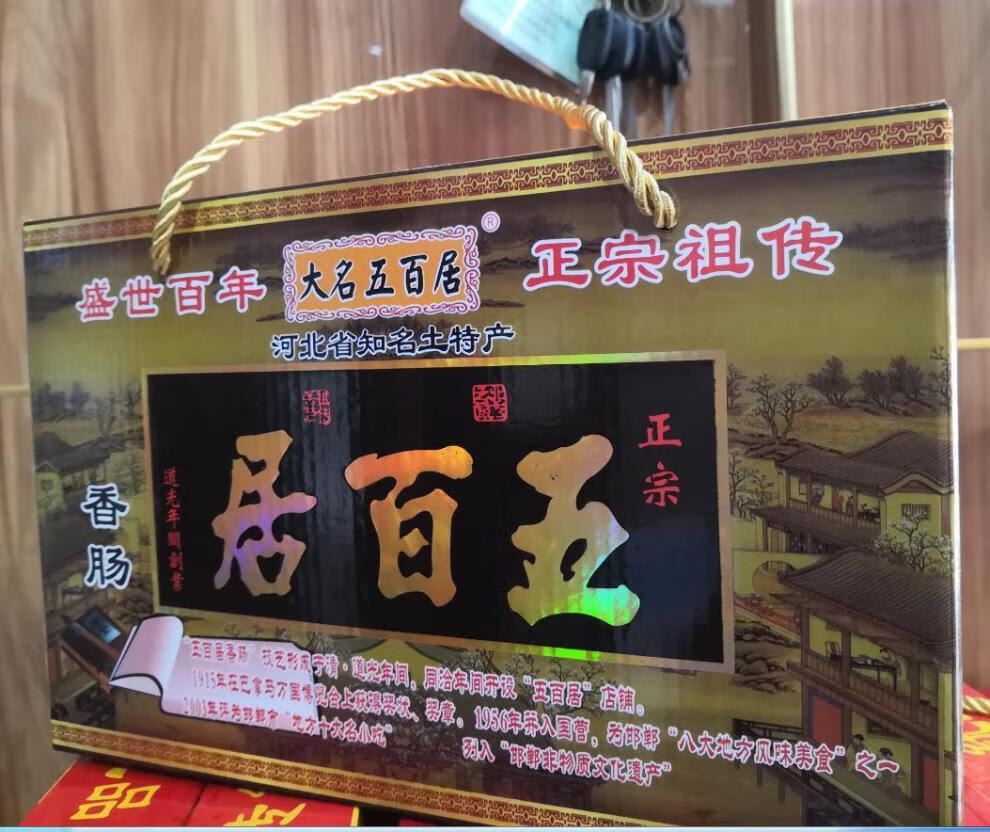 盛世百年
大名五百居®
正宗祖传
河北省知名土特产
正宗
居百五
道光年間創業
香肠
"五百居香肠"技艺形成于清·道光年间，同治年间开设"五百居"店铺。
1915年在巴拿马万国博览会上获得奖状、奖章。1956年并入国营，为邯郸"八大地方风味美食"之一
2003年评为邯郸市"地方十大名小吃"
列入"邯郸非物质文化遗产"
品